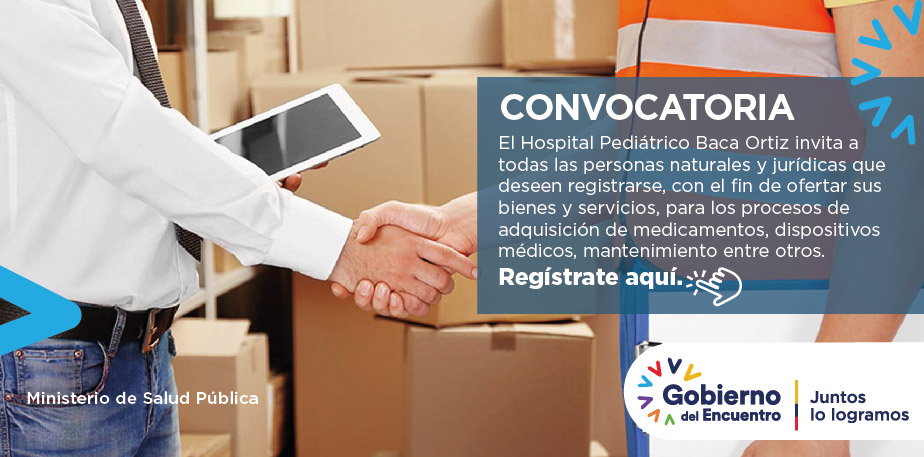 CONVOCATORIA
El Hospital Pediátrico Baca Ortiz invita a
todas las personas naturales y jurídicas que
deseen registrarse, con el fin de ofertar sus
bienes y servicios, para los procesos de
adquisición de medicamentos, dispositivos
médicos, mantenimiento entre otros.
Regístrate aquí.
Ministerio de Salud Pública
Gobierno
del Encuentro
Juntos
lo logramos